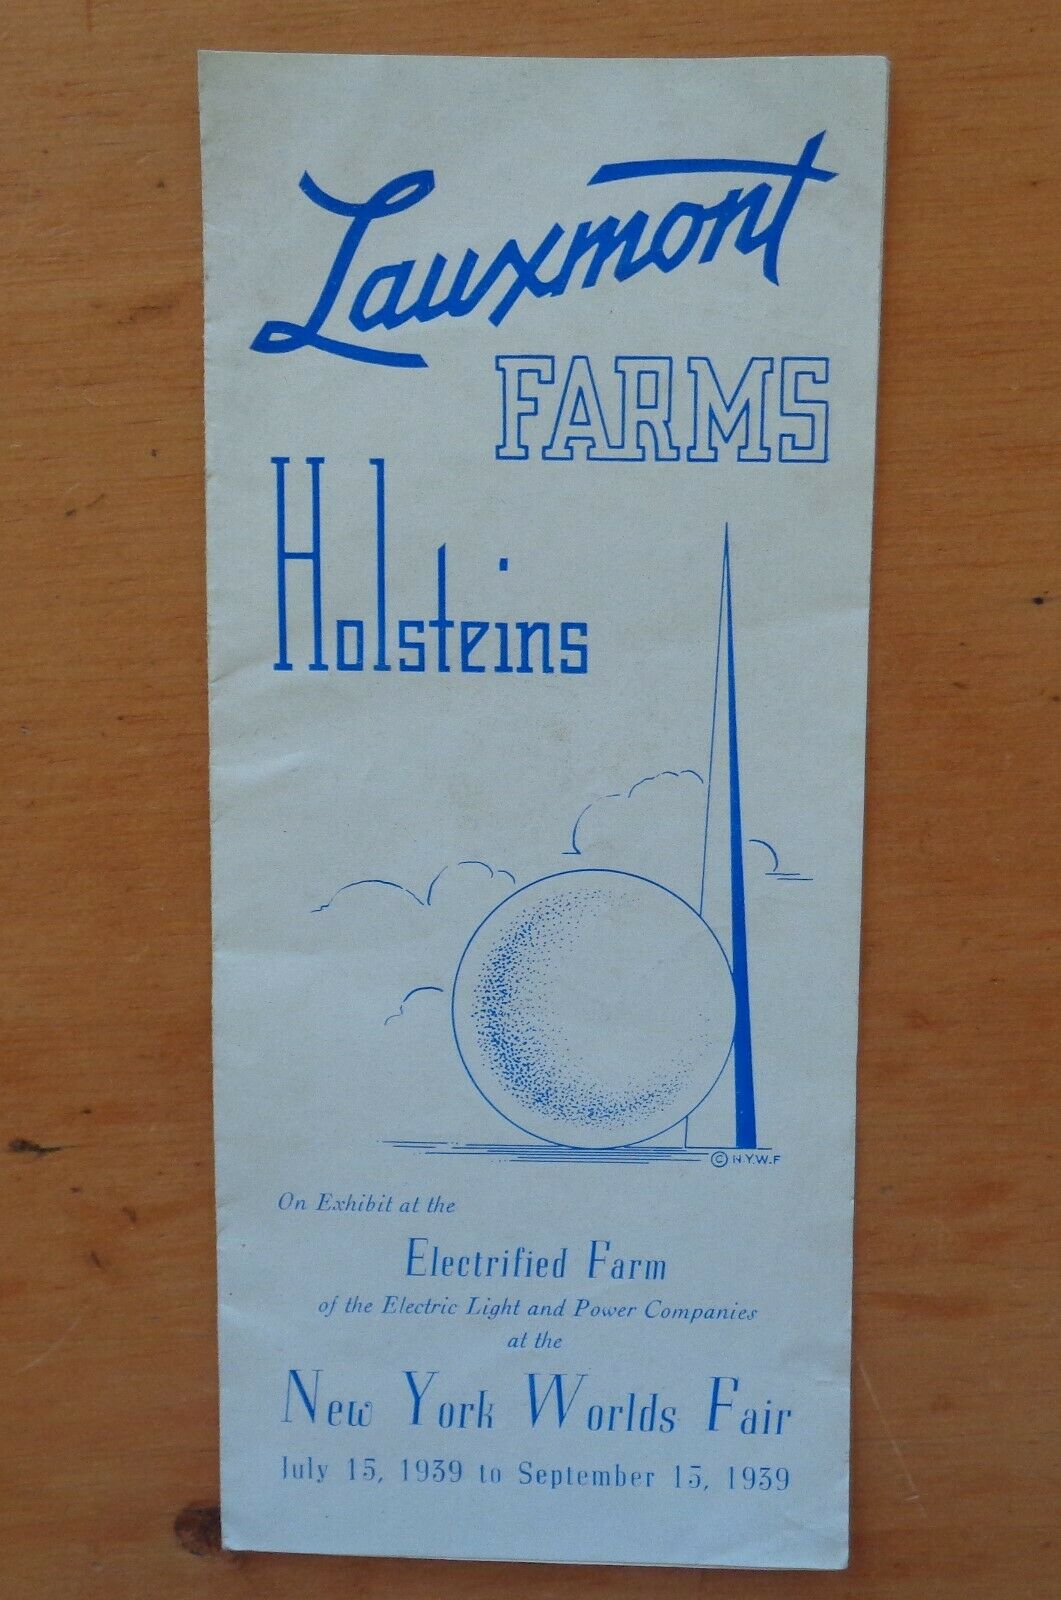 Lauxmont
FARMS
Holsteins
© N.Y.W.F
On Exhibit at the
Electrified Farm
of the Electric Light and Power Companies
at the
New York Worlds Fair
July 15, 1939 to September 15, 1939